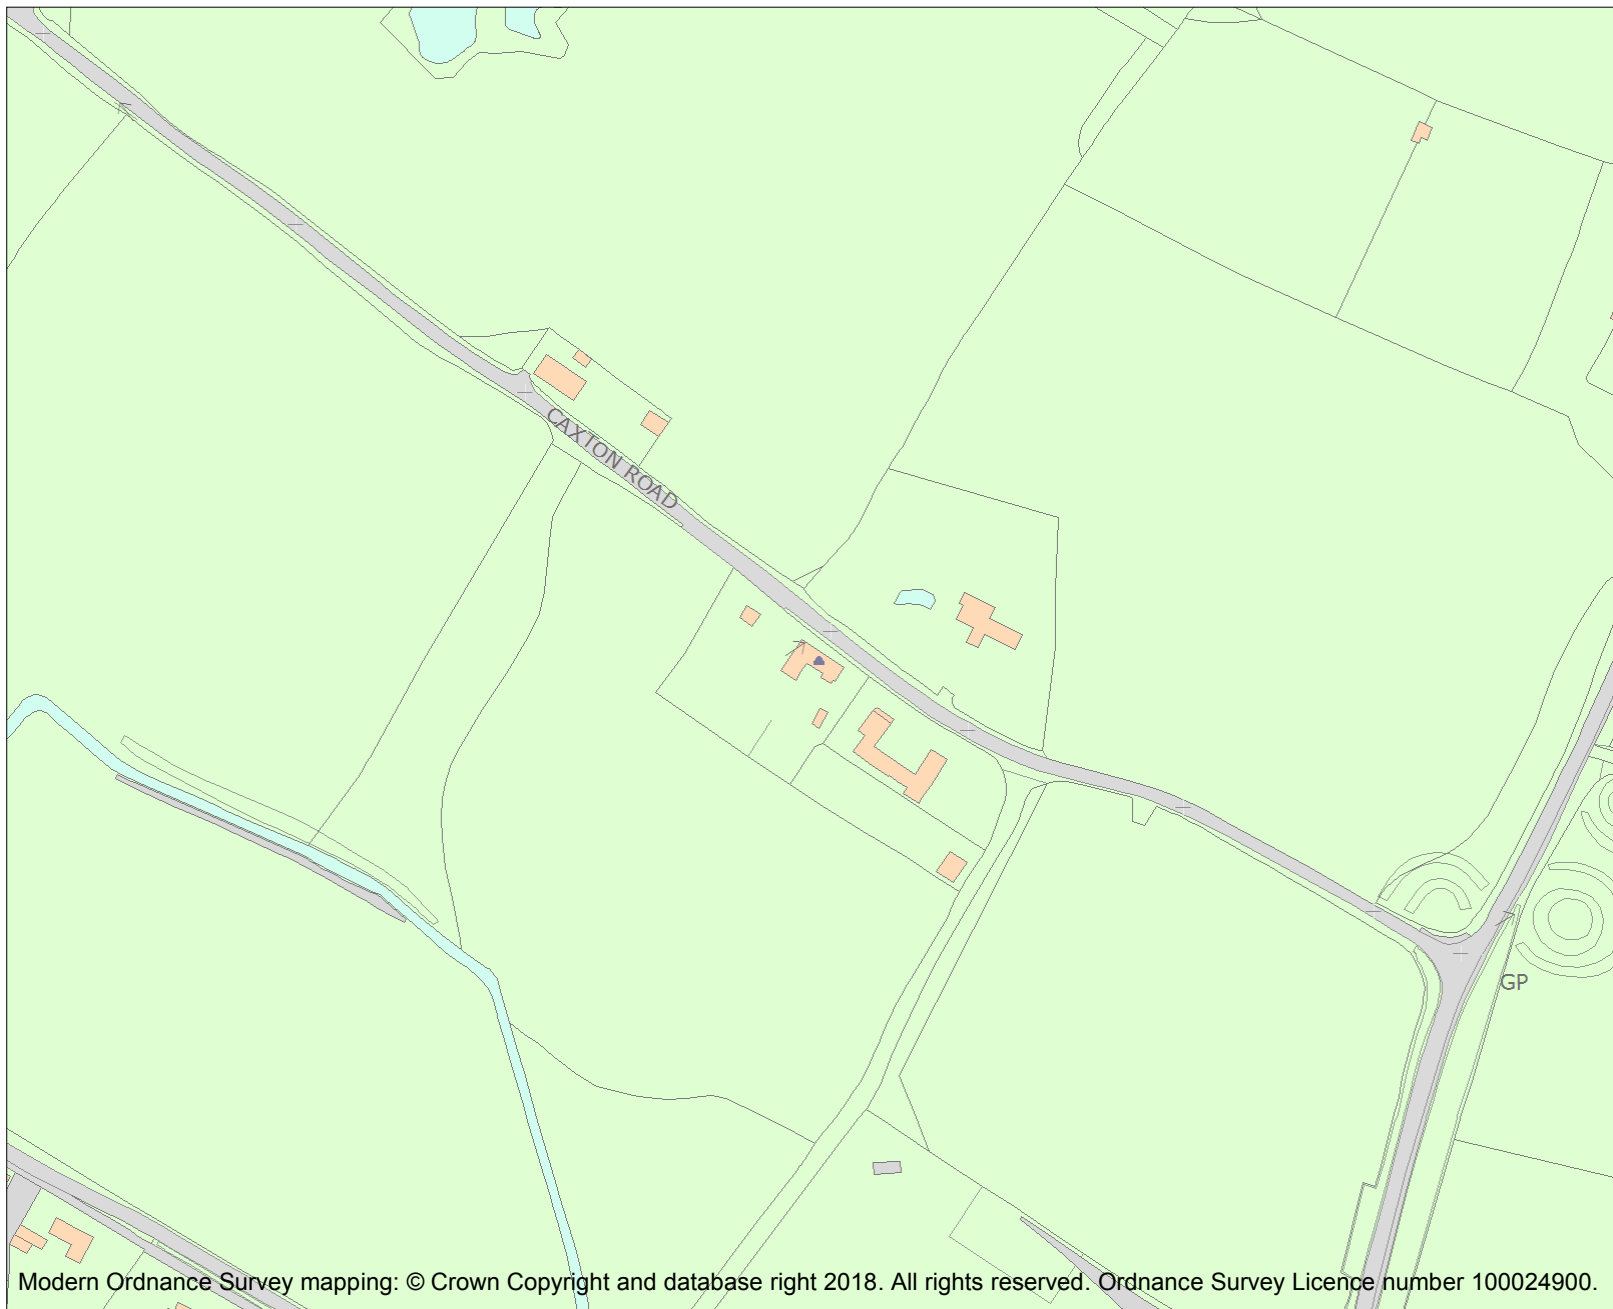 CAXTON ROAD
GP
Modern Ordnance Survey mapping: © Crown Copyright and database right 2018. All rights reserved. Ordnance Survey Licence number 100024900.